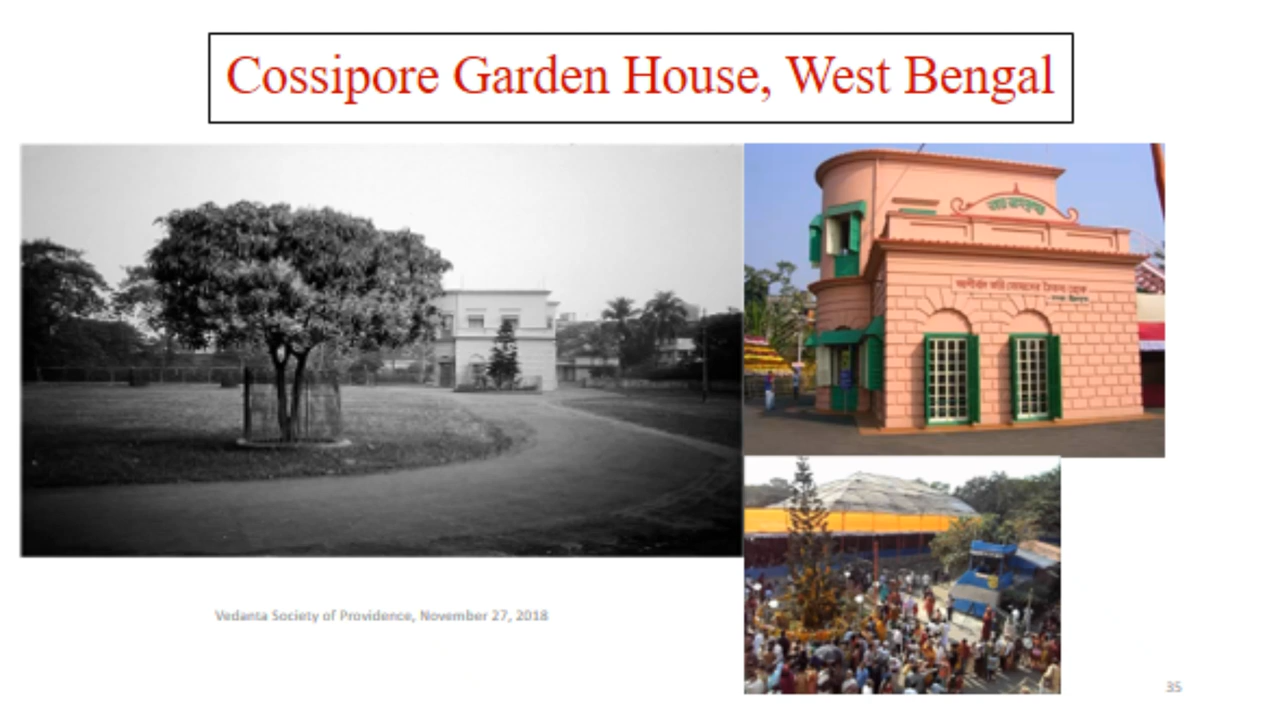 Cossipore Garden House, West Bengal
Vedanta Society of Providence, November 27, 2018
35